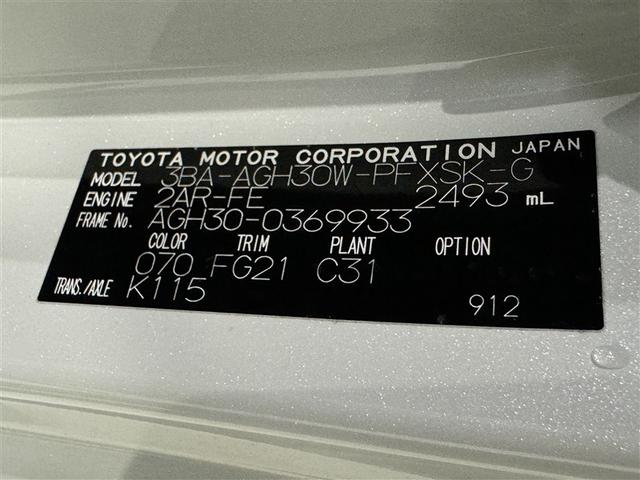 TOYOTA MOTOR CORPORATION JAPAN
MODEL 3BA-AGH30W-PFXSK-G
ENGINE 2AR-FE 2493 mL
FRAME No. AGH30-0369933
COLOR TRIM PLANT OPTION
070 FG21 C31
TRANS./AXLE K115
912